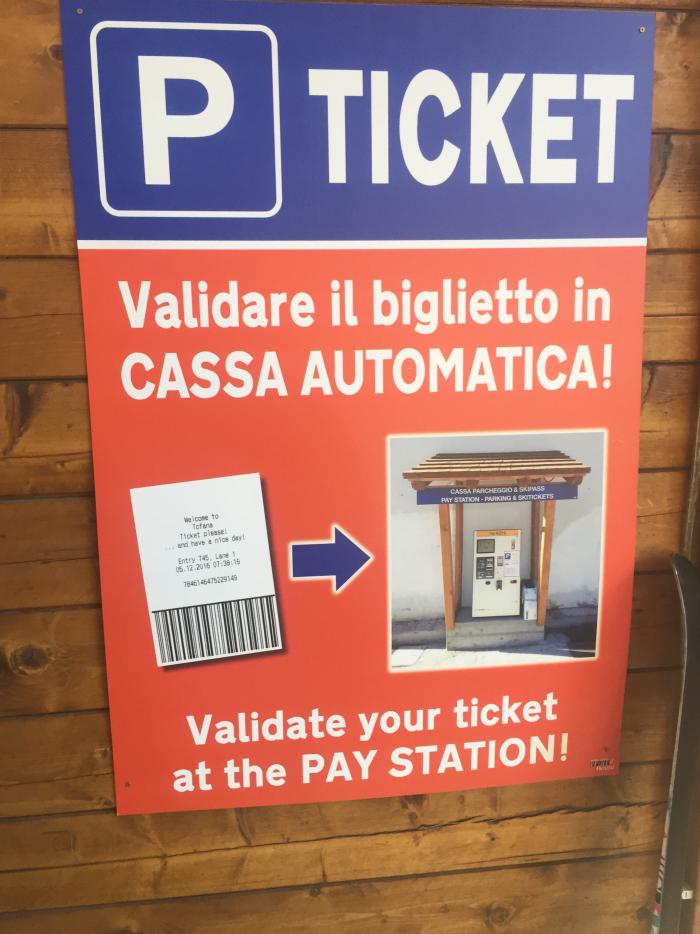 P TICKET
Validare il biglietto in
CASSA AUTOMATICA!
Welcome to
Tofana
Ticket please!
... and have a nice day!
Entry 745, Lane 1
05.12.2016 07:38:19
7846146475229149
CASSA PARCHEGGIO & SKIPASS
PAY STATION - PARKING & SKITICKETS
Validate your ticket
at the PAY STATION!